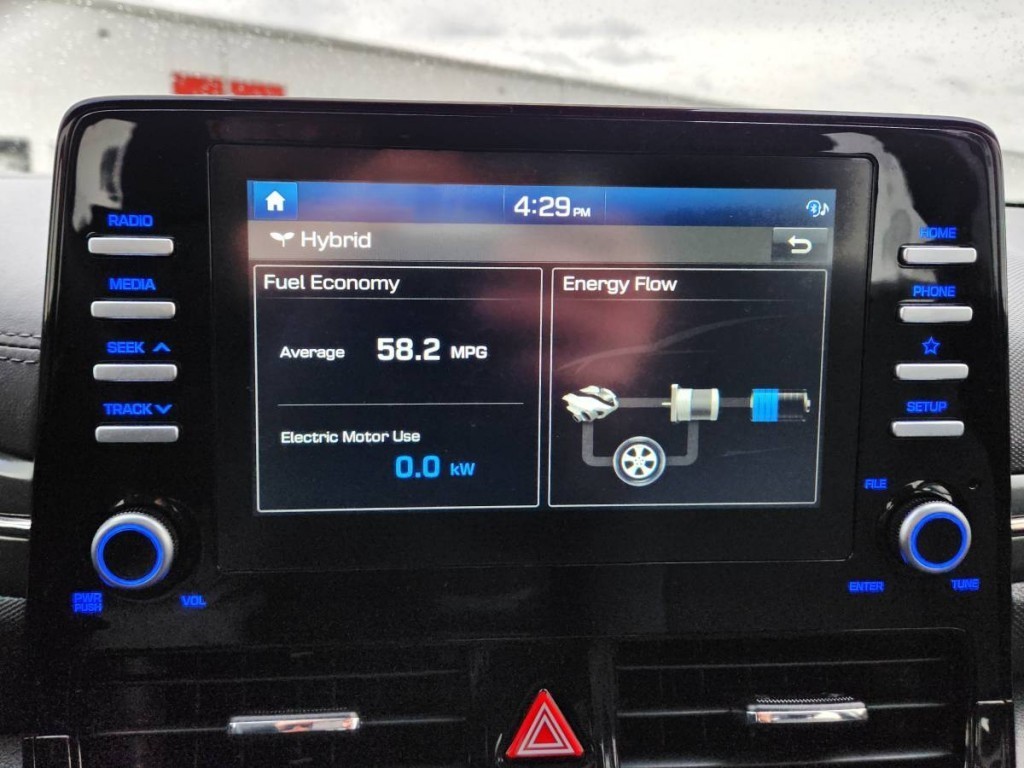 RADIO
MEDIA
SEEK
TRACK
PWR
PUSH
VOL
4:29 PM
Hybrid
Fuel Economy
Average 58.2 MPG
Electric Motor Use
0.0 kW
Energy Flow
HOME
PHONE
SETUP
FILE
ENTER
TUNE